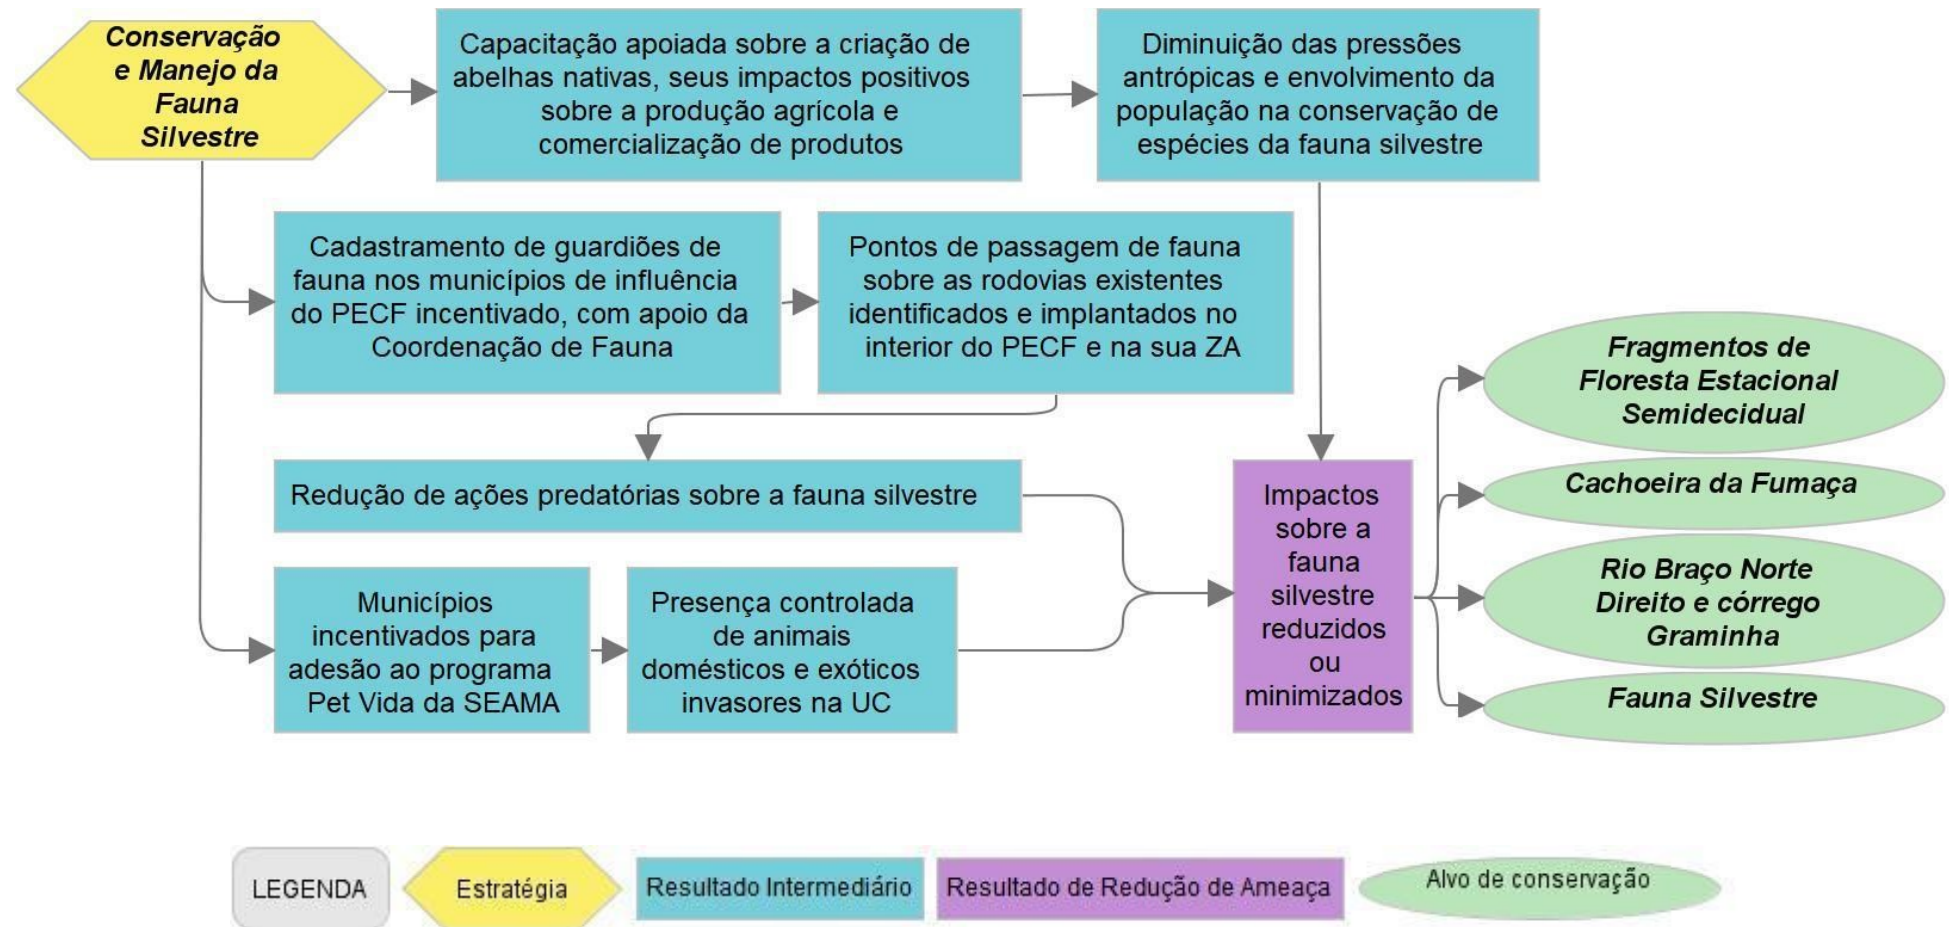 Conservação
e Manejo da
Fauna
Silvestre
Capacitação apoiada sobre a criação de
abelhas nativas, seus impactos positivos
sobre a produção agrícola e
comercialização de produtos
Diminuição das pressões
antrópicas e envolvimento da
população na conservação de
espécies da fauna silvestre
Cadastramento de guardiões de
fauna nos municípios de influência
do PECF incentivado, com apoio da
Coordenação de Fauna
Pontos de passagem de fauna
sobre as rodovias existentes
identificados e implantados no
interior do PECF e na sua ZA
Redução de ações predatórias sobre a fauna silvestre
Municípios
incentivados para
adesão ao programa
Pet Vida da SEAMA
Presença controlada
de animais
domésticos e exóticos
invasores na UC
Impactos
sobre a
fauna
silvestre
reduzidos
ou
minimizados
Fragmentos de
Floresta Estacional
Semidecidual
Cachoeira da Fumaça
Rio Braço Norte
Direito e córrego
Graminha
Fauna Silvestre
LEGENDA
Estratégia
Resultado Intermediário
Resultado de Redução de Ameaça
Alvo de conservação